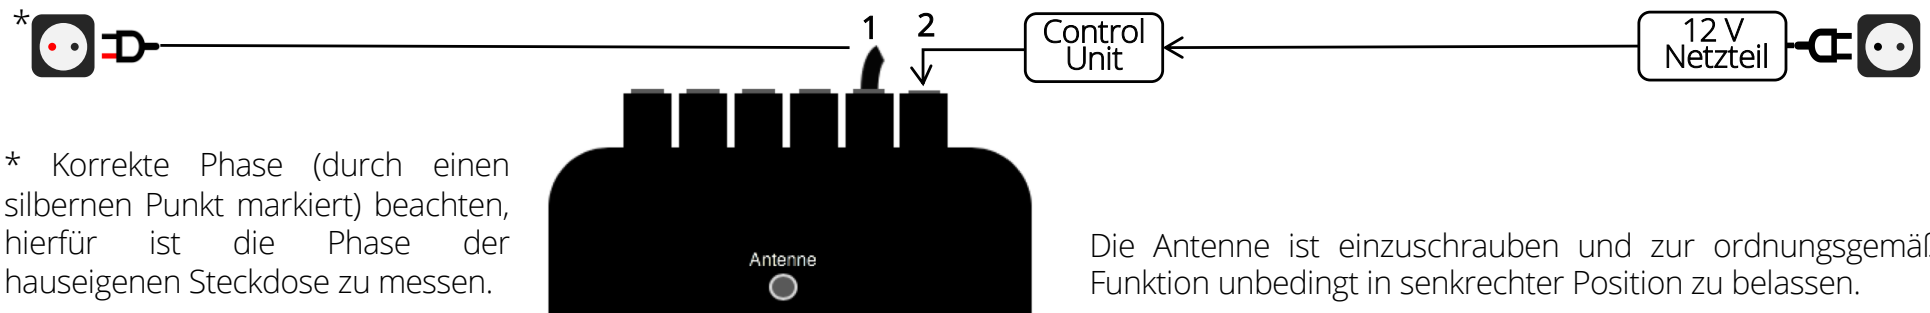 *
1 2
Control
Unit
12 V
Netzteil
* Korrekte Phase (durch einen
silbernen Punkt markiert) beachten,
hierfür ist die Phase der
hauseigenen Steckdose zu messen.
Antenne
Die Antenne ist einzuschrauben und zur
Funktion unbedingt in senkrechter Position zu belassen.